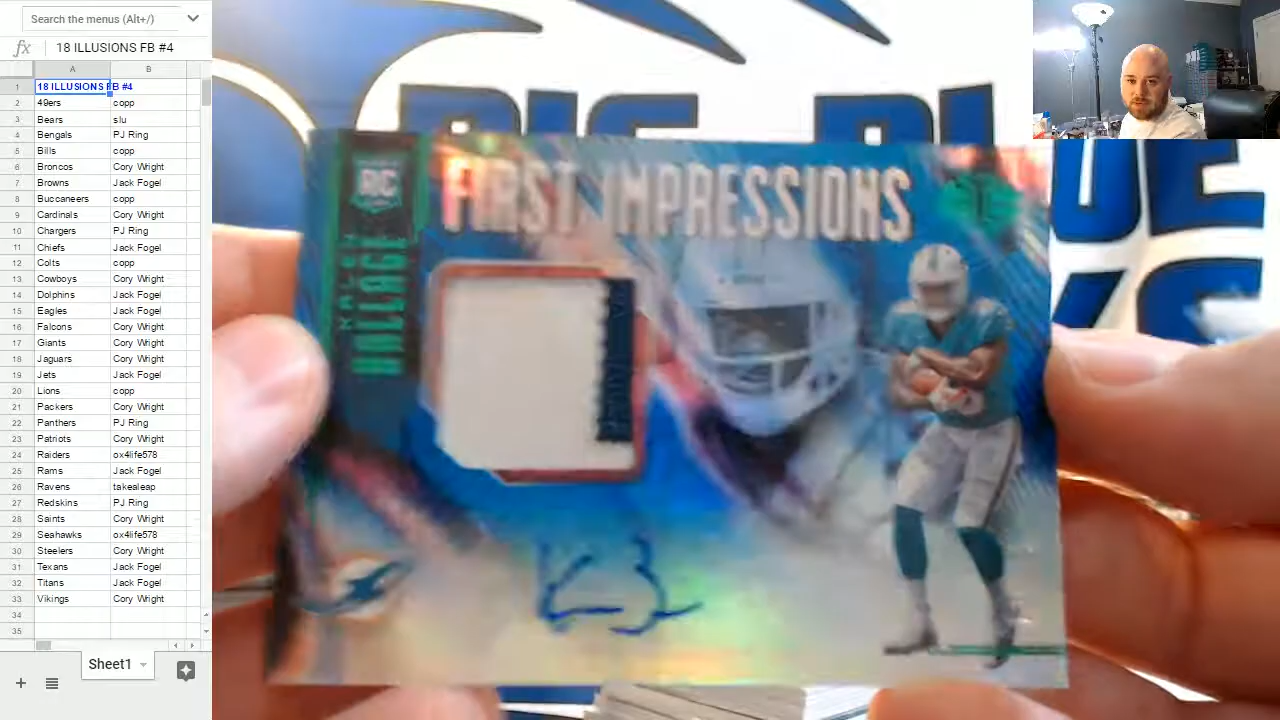 Search the menus (Alt+/)
fx 18 ILLUSIONS FB #4
A B
1 18 ILLUSIONS FB #4
2 49ers copp
3 Bears slu
4 Bengals PJ Ring
5 Bills copp
6 Broncos Cory Wright
7 Browns Jack Fogel
8 Buccaneers copp
9 Cardinals Cory Wright
10 Chargers PJ Ring
11 Chiefs Jack Fogel
12 Colts copp
13 Cowboys Cory Wright
14 Dolphins Jack Fogel
15 Eagles Jack Fogel
16 Falcons Cory Wright
17 Giants Cory Wright
18 Jaguars Cory Wright
19 Jets Jack Fogel
20 Lions copp
21 Packers Cory Wright
22 Panthers PJ Ring
23 Patriots Cory Wright
24 Raiders ox4life578
25 Rams Jack Fogel
26 Ravens takealeap
27 Redskins PJ Ring
28 Saints Cory Wright
29 Seahawks ox4life578
30 Steelers Cory Wright
31 Texans Jack Fogel
32 Titans Jack Fogel
33 Vikings Cory Wright
34
35
Sheet1
RC
FIRST IMPRESSIONS
KALEN
BALLAGE